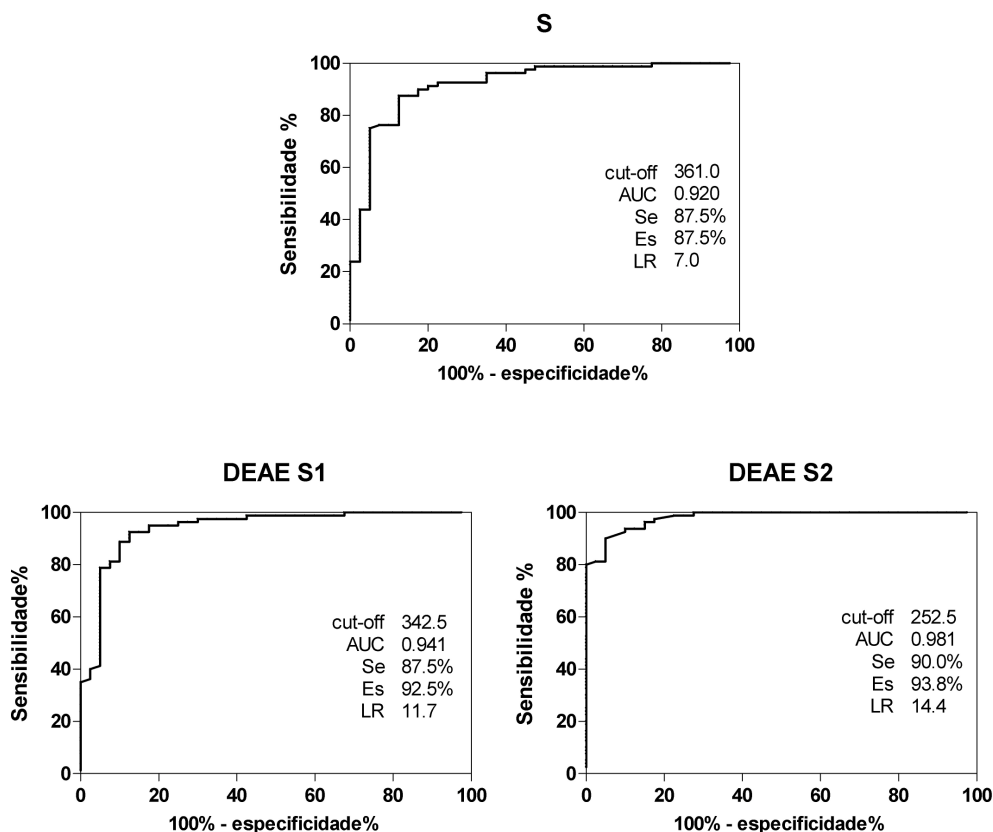 S
100
80
60
40
20
0
Sensibilidade %
cut-off 361.0
AUC 0.920
Se 87.5%
Es 87.5%
LR 7.0
0 20 40 60 80 100
100% - especificidade%
DEAE S1
100
80
60
40
20
0
Sensibilidade%
cut-off 342.5
AUC 0.941
Se 87.5%
Es 92.5%
LR 11.7
0 20 40 60 80 100
100% - especificidade%
DEAE S2
100
80
60
40
20
0
Sensibilidade %
cut-off 252.5
AUC 0.981
Se 90.0%
Es 93.8%
LR 14.4
0 20 40 60 80 100
100% - especificidade%